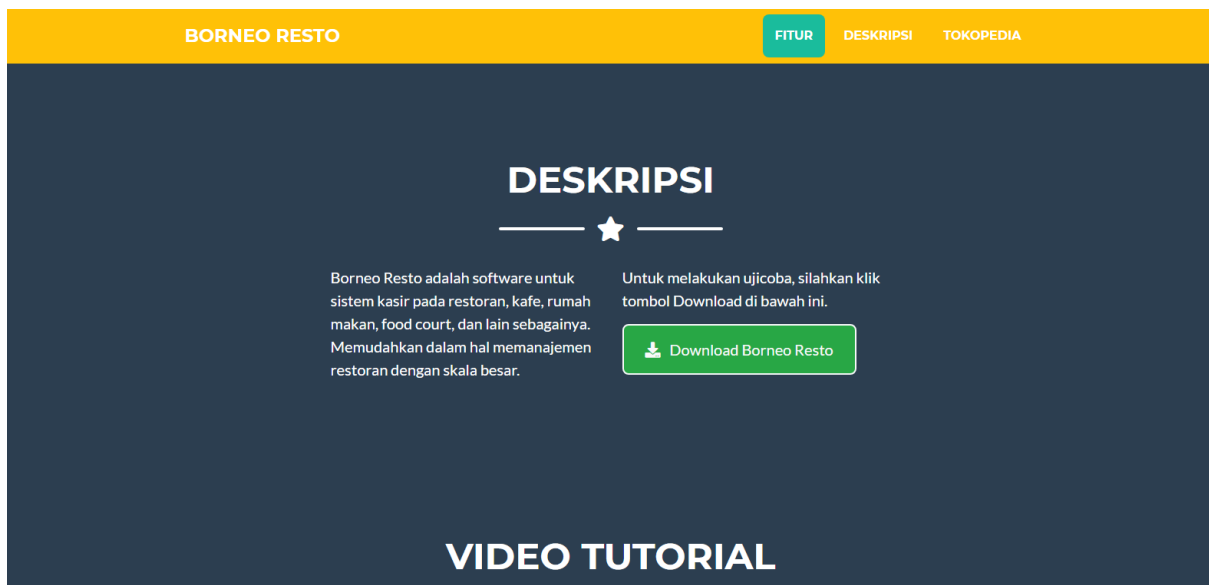 BORNEO RESTO
FITUR
DESKRIPSI
TOKOPEDIA
DESKRIPSI
Borneo Resto adalah software untuk
sistem kasir pada restoran, kafe, rumah
makan, food court, dan lain sebagainya.
Memudahkan dalam hal memanajemen
restoran dengan skala besar.
Untuk melakukan ujicoba, silahkan klik
tombol Download di bawah ini.
Download Borneo Resto
VIDEO TUTORIAL